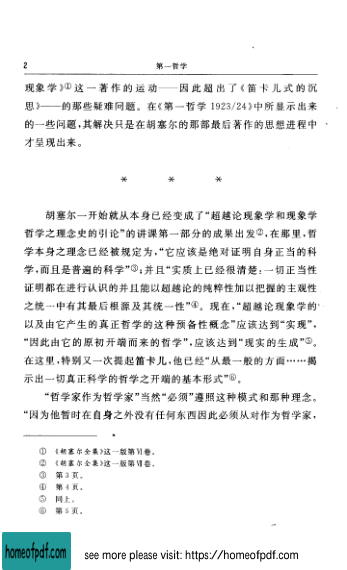 2
第一哲学
现象学》①这一著作的运动——因此超出了《笛卡儿式的沉
思》——的那些疑难问题。在《第一哲学 1923/24》中所显示出来
的一些问题,其解决只是在胡塞尔的那部最后著作的思想进程中
才呈现出来。
* * *
胡塞尔一开始就从本身已经变成了“超越论现象学和现象学
哲学之理念史的引论”的讲课第一部分的成果出发②,在那里,哲
学本身之理念已经被规定为,“它应该是绝对证明自身正当的科
学,而且是普遍的科学”③;并且“实质上已经很清楚:一切正当性
证明都在进行认识的并且能以超越论的纯粹性加以把握的主观性
之统一中有其最后根源及其统一性”④。现在,“超越论现象学的
以及由它产生的真正哲学的这种预备性概念”应该达到“实现”,
“因此由它的原初开端而来的哲学”,应该达到“现实的生成”⑤。
在这里,特别又一次提起笛卡儿,他已经“从最一般的方面……揭
示出一切真正科学的哲学之开端的基本形式”⑥。
“哲学家作为哲学家”当然“必须”遵照这种模式和那种理念。
“因为他暂时在自身之外没有任何东西因此必须从对作为哲学家,
① 《胡塞尔全集》这一版第Ⅵ卷。
② 《胡塞尔全集》这一版第Ⅶ卷。
③ 第3页。
④ 第4页。
⑤ 同上。
⑥ 第5页。
homeofpdf.com
see more please visit: https://homeofpdf.com